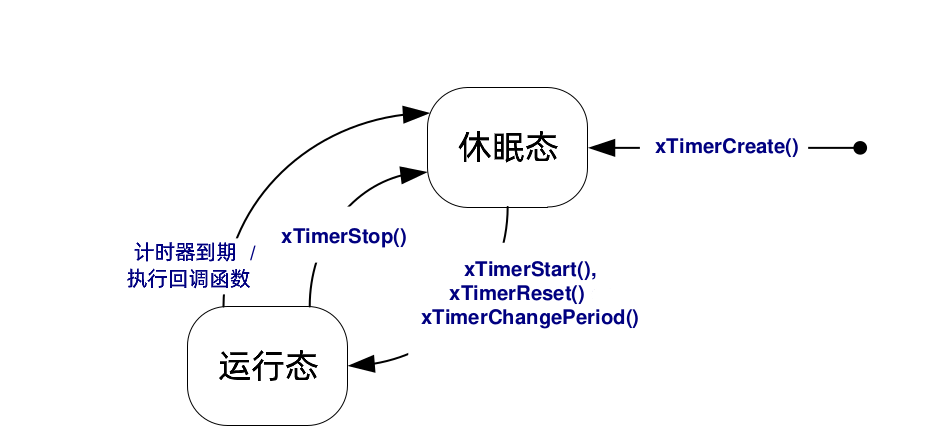 休眠态
xTimerCreate()
计时器到期 /
执行回调函数
xTimerStop()
xTimerStart(),
xTimerReset()
xTimerChangePeriod()
运行态